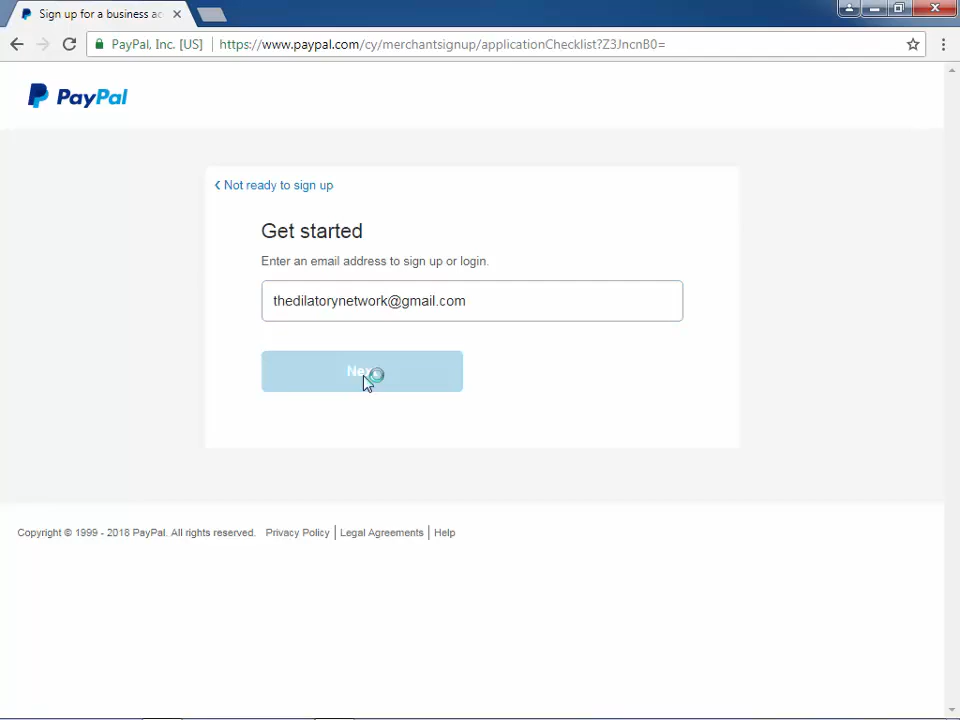 Sign up for a business ac
PayPal, Inc. [US] https://www.paypal.com/cy/merchantsignup/applicationChecklist?Z3JncnB0=
PayPal
Not ready to sign up
Get started
Enter an email address to sign up or login.
thedilatorynetwork@gmail.com
Copyright © 1999 - 2018 PayPal. All rights reserved. Privacy Policy Legal Agreements Help